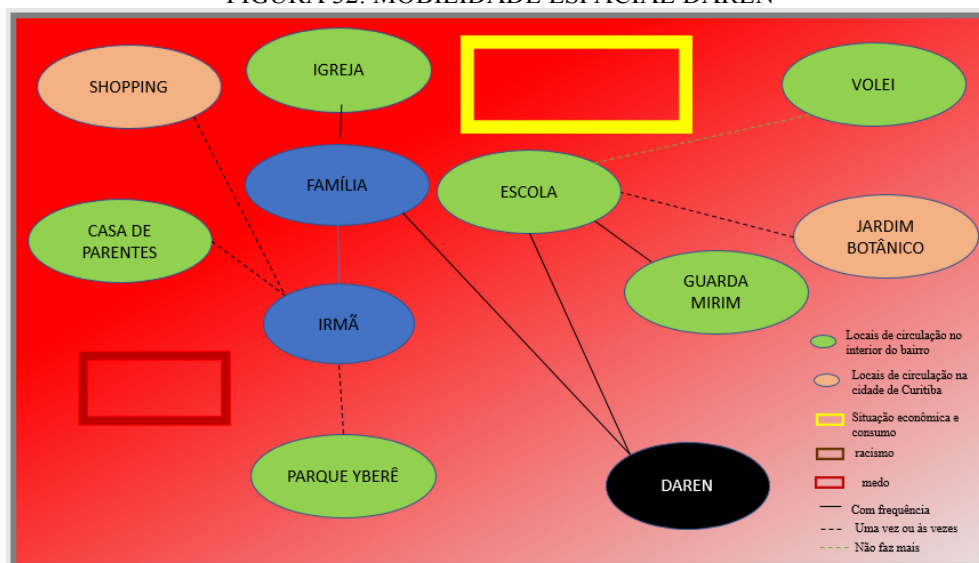 FIGURA 32: MOBILIDADE ESPACIAL DAREN
SHOPPING
IGREJA
VOLEI
FAMÍLIA
ESCOLA
CASA DE
PARENTES
JARDIM
BOTÂNICO
GUARDA
MIRIM
IRMÃ
PARQUE YBERÊ
DAREN
Locais de circulação no
interior do bairro
Locais de circulação na
cidade de Curitiba
Situação econômica e
consumo
racismo
medo
Com frequência
Uma vez ou às vezes
Não faz mais